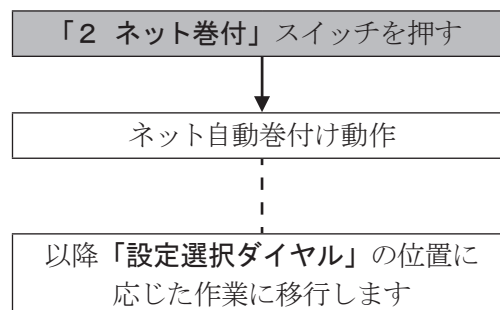 「２ ネット巻付」スイッチを押す
ネット自動巻付け動作
以降「設定選択ダイヤル」の位置に
応じた作業に移行します